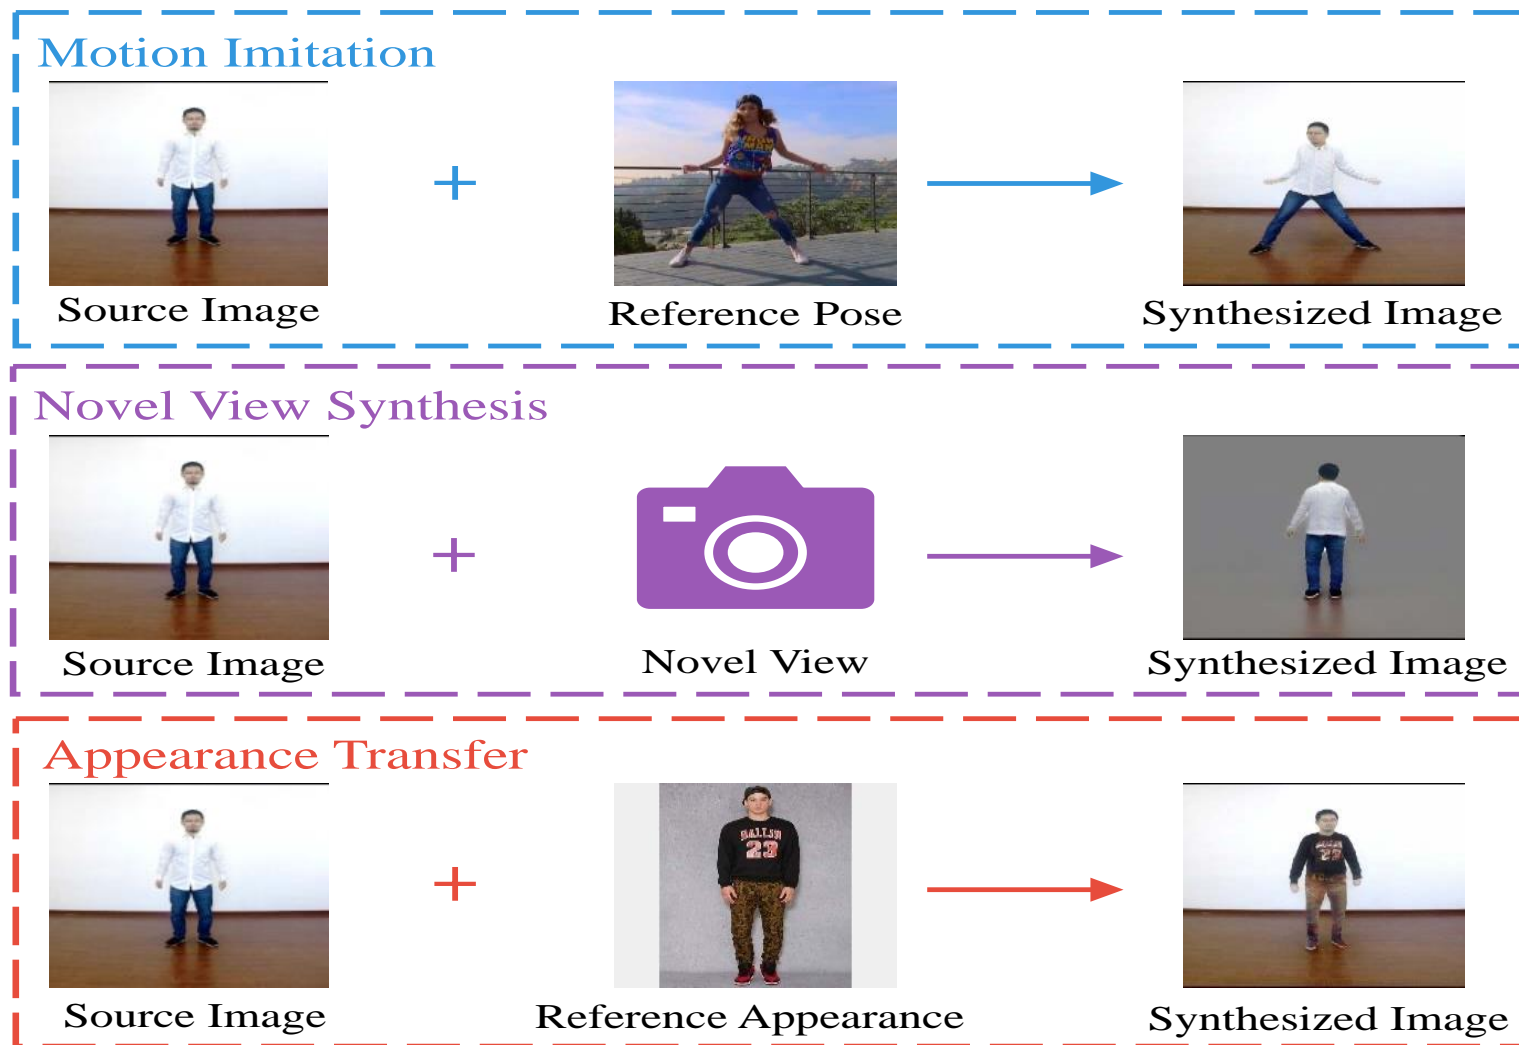 Motion Imitation
Source Image
Reference Pose
Synthesized Image
Novel View Synthesis
Source Image
Novel View
Synthesized Image
Appearance Transfer
23
Source Image
Reference Appearance
Synthesized Image